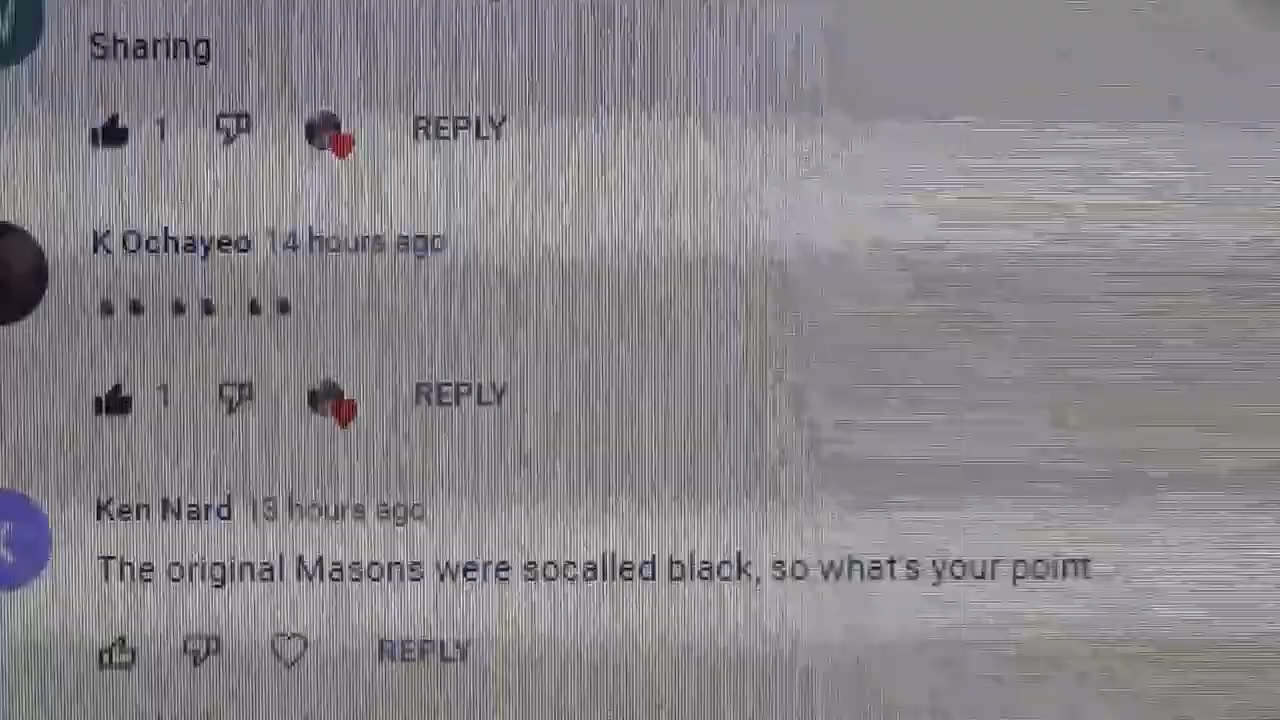 Sharing
1 REPLY
K Ochayeo 14 hours ago
1 REPLY
Ken Nard 13 hours ago
The original Masons were socalled black, so what's your point
REPLY